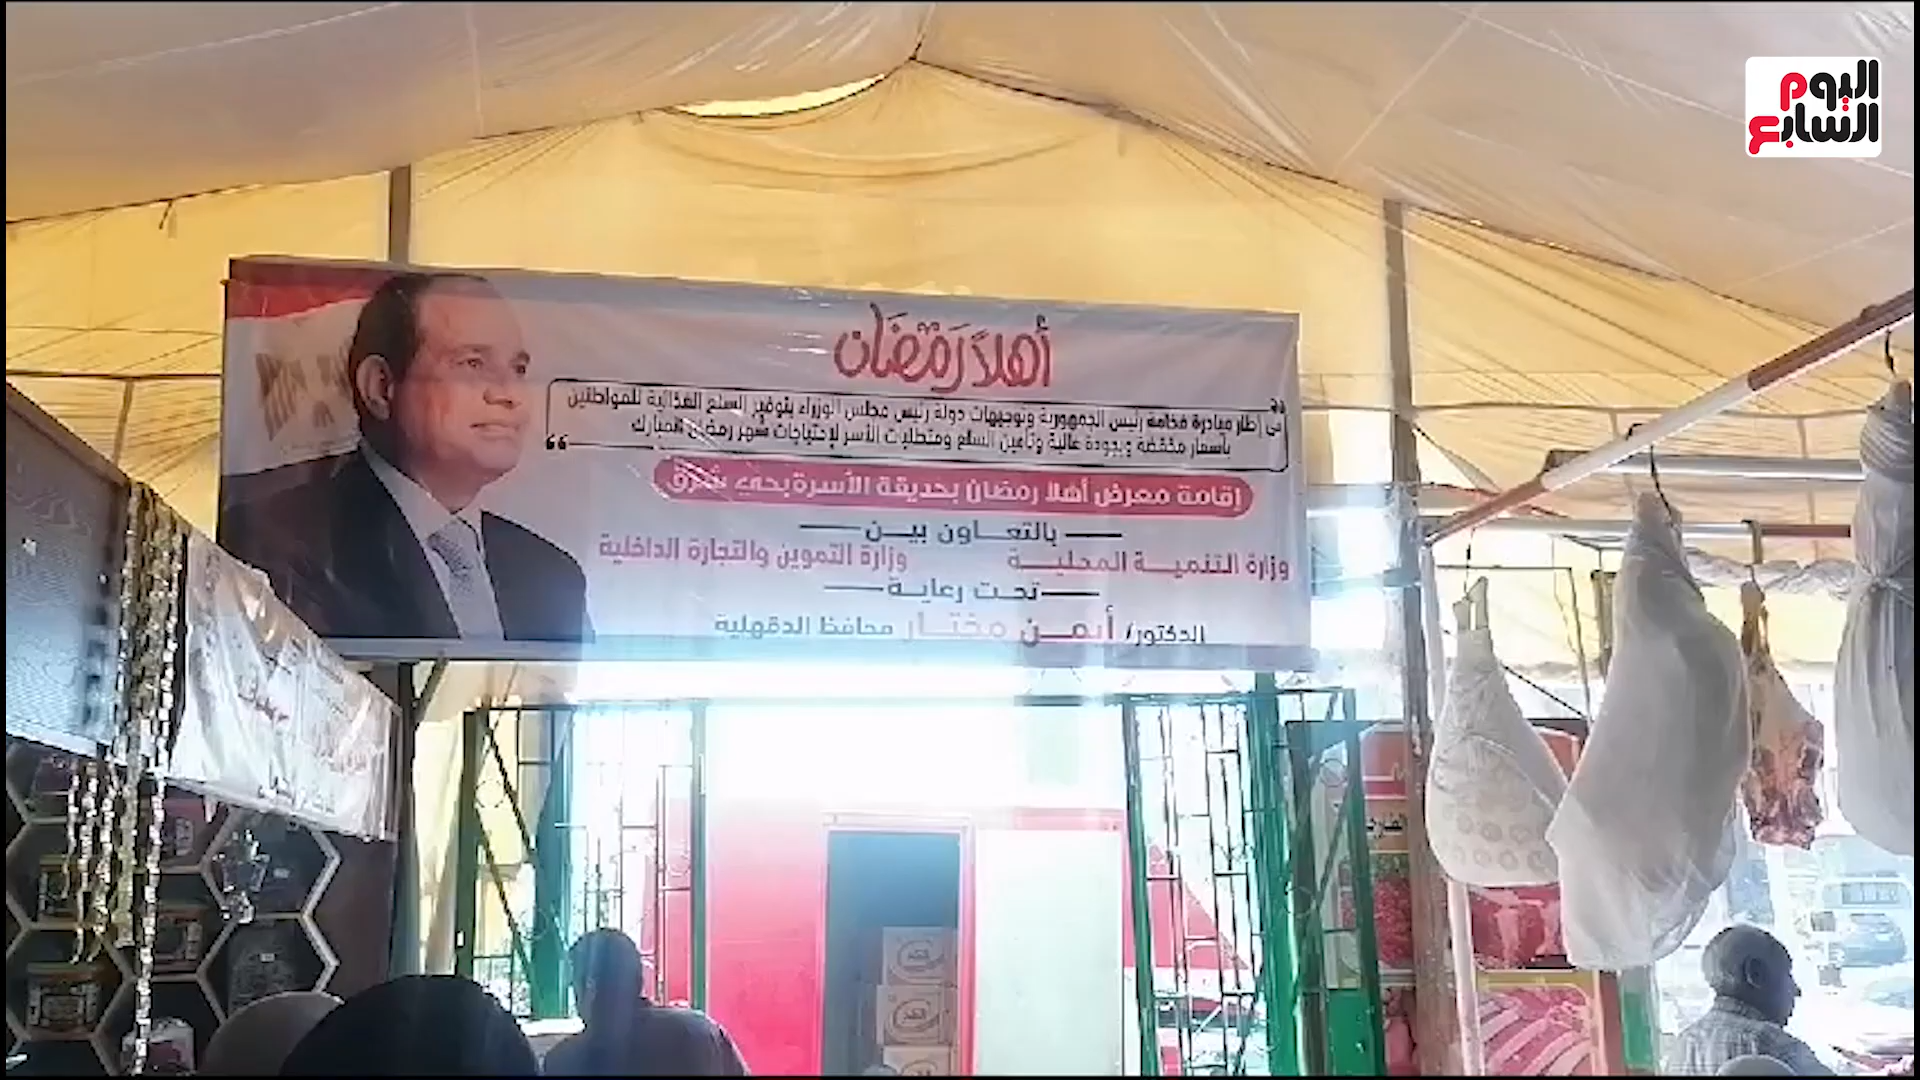 اليوم
السابع
أهلاً رمضان
في إطار مبادرة فخامة رئيس الجمهورية وتوجيهات دولة رئيس مجلس الوزراء بتوفير السلع الغذائية للمواطنين
بأسعار مخفضة وبجودة عالية وتأمين السلع ومتطلبات الأسر لإحتياجات شهر رمضان المبارك
إقامة معرض أهلا رمضان بحديقة الأسرة بحي شرق
بالتعاون بين
وزارة التنمية المحلية وزارة التموين والتجارة الداخلية
تحت رعاية
الدكتور/ أيمن مختار محافظ الدقهلية